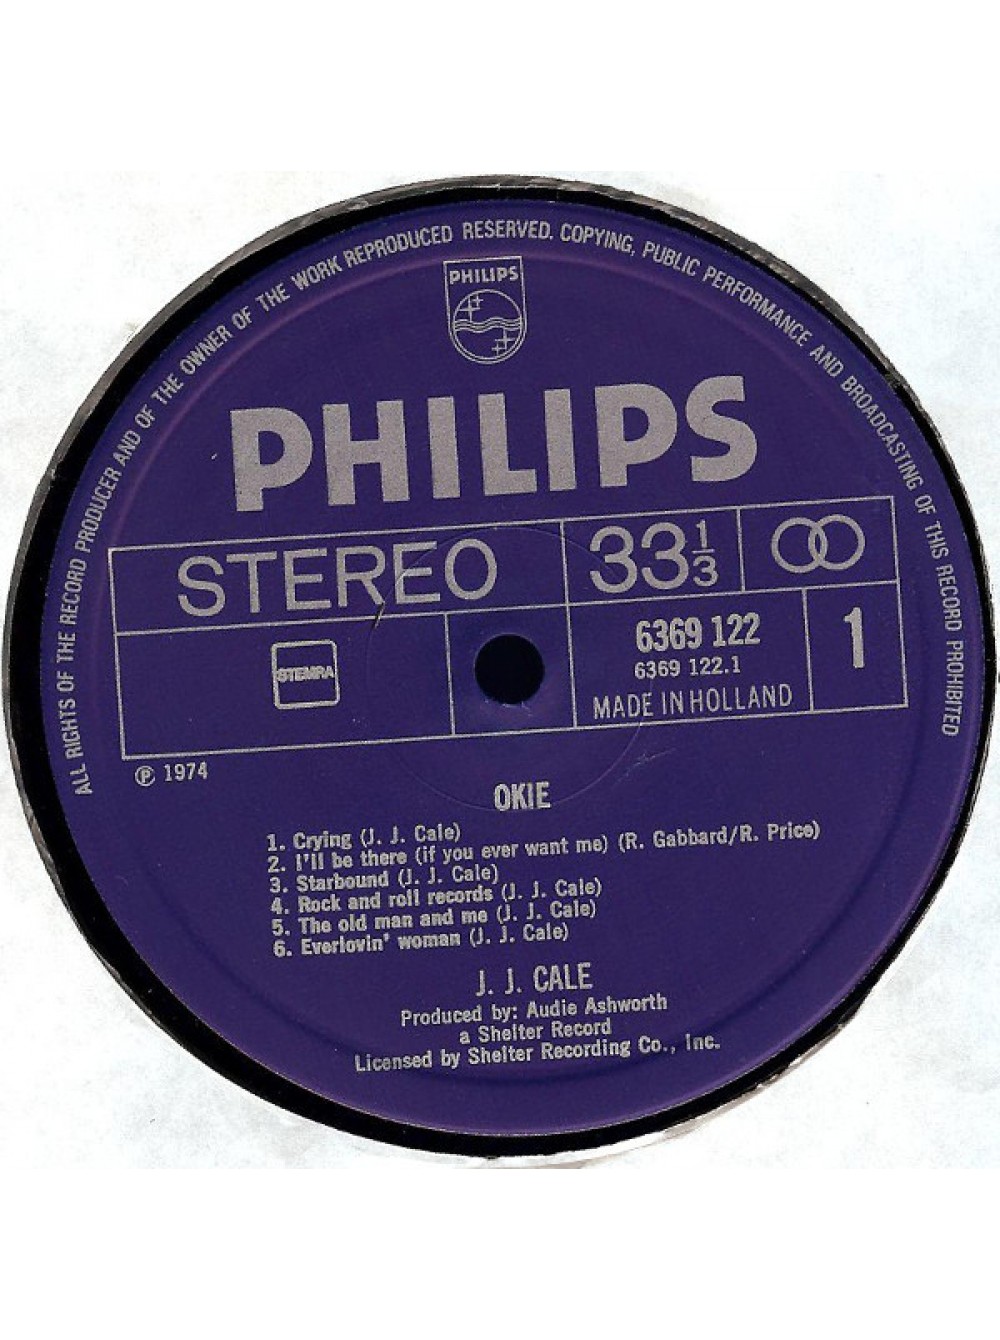 ALL RIGHTS OF THE RECORD PRODUCER AND OF THE OWNER OF THE WORK REPRODUCED RESERVED. COPYING, PUBLIC PERFORMANCE AND BROADCASTING OF THIS RECORD PROHIBITED
PHILIPS
PHILIPS
STEREO 33 1/3
STEMRA
6369 122
6369 122.1
MADE IN HOLLAND
1
℗ 1974
OKIE
1. Crying (J. J. Cale)
2. I'll be there (if you ever want me) (R. Gabbard/R. Price)
3. Starbound (J. J. Cale)
4. Rock and roll records (J. J. Cale)
5. The old man and me (J. J. Cale)
6. Everlovin' woman (J. J. Cale)
J. J. CALE
Produced by: Audie Ashworth
a Shelter Record
Licensed by Shelter Recording Co., Inc.